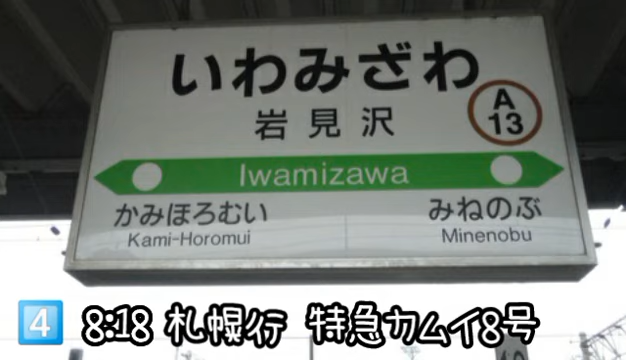 いわみざわ
岩見沢
A
13
Iwamizawa
かみほろむい みねのぶ
Kami-Horomui Minenobu
4 8:18 札幌行 特急カムイ8号